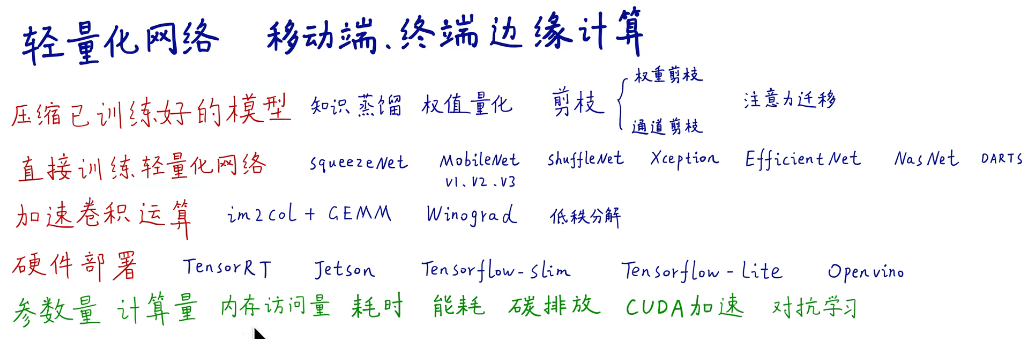 轻量化网络 移动端、终端边缘计算
压缩已训练好的模型 知识蒸馏 权值量化 剪枝 权重剪枝 通道剪枝 注意力迁移
直接训练轻量化网络 squeezeNet MobileNet V1、V2、V3 shuffleNet Xception EfficientNet NasNet DARTS
加速卷积运算 im2col + GEMM Winograd 低秩分解
硬件部署 TensorRT Jetson Tensorflow-slim Tensorflow-Lite Openvino
参数量 计算量 内存访问量 耗时 能耗 碳排放 CUDA加速 对抗学习